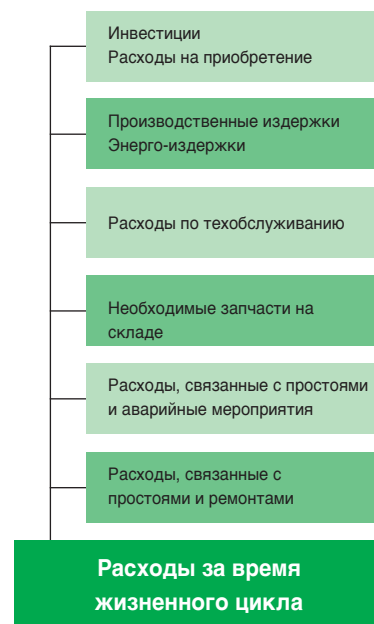 Инвестиции
Расходы на приобретение
Производственные издержки
Энерго-издержки
Расходы по техобслуживанию
Необходимые запчасти на
складе
Расходы, связанные с простоями
и аварийные мероприятия
Расходы, связанные с
простоями и ремонтами
Расходы за время
жизненного цикла